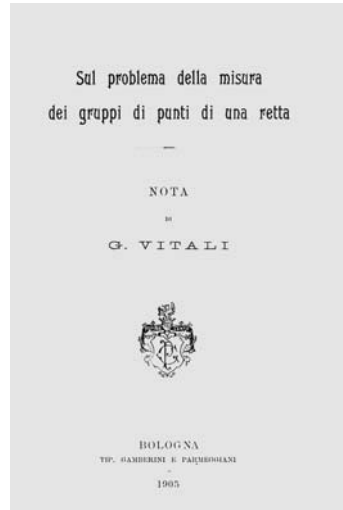 Sul problema della misura
dei gruppi di punti di una retta
NOTA
DI
G. VITALI
BOLOGNA
TIP. GAMBERINI E PARMEGGIANI
1905